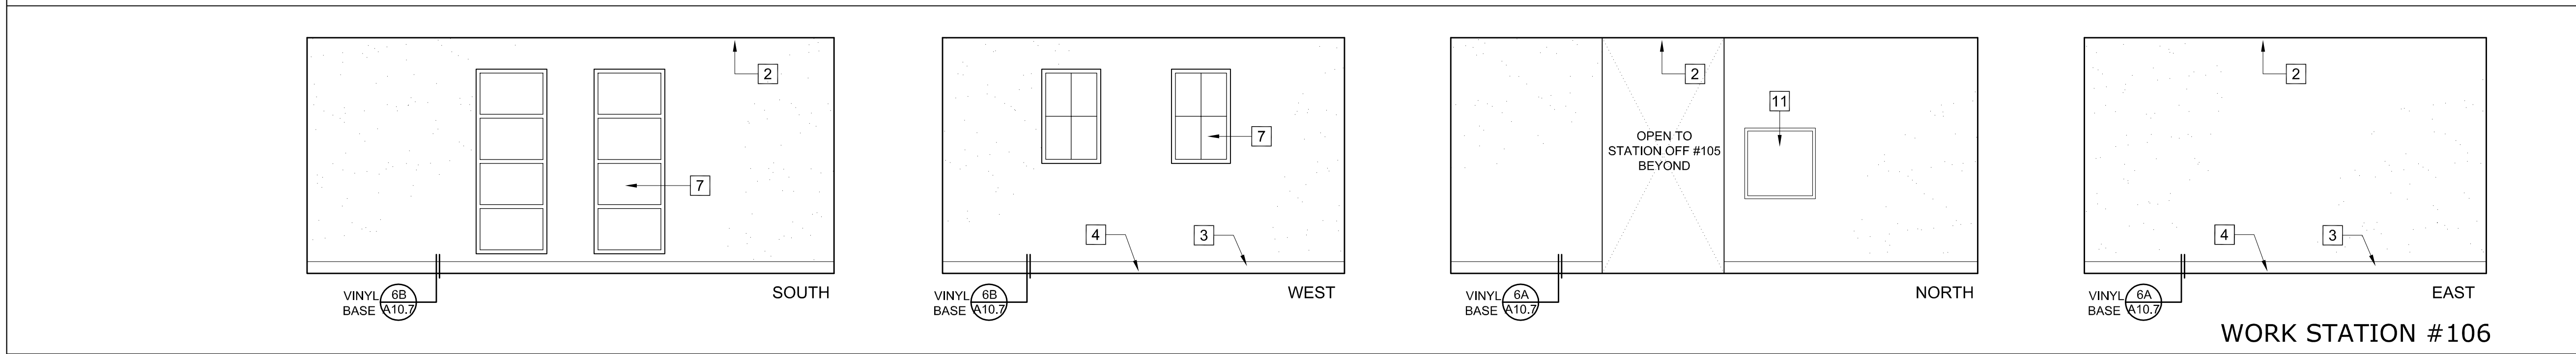 2
7
VINYL
BASE
6B
A10.7
SOUTH
7
4
3
VINYL
BASE
6B
A10.7
WEST
2
11
OPEN TO
STATION OFF #105
BEYOND
VINYL
BASE
6A
A10.7
NORTH
2
4
3
VINYL
BASE
6A
A10.7
EAST
WORK STATION #106